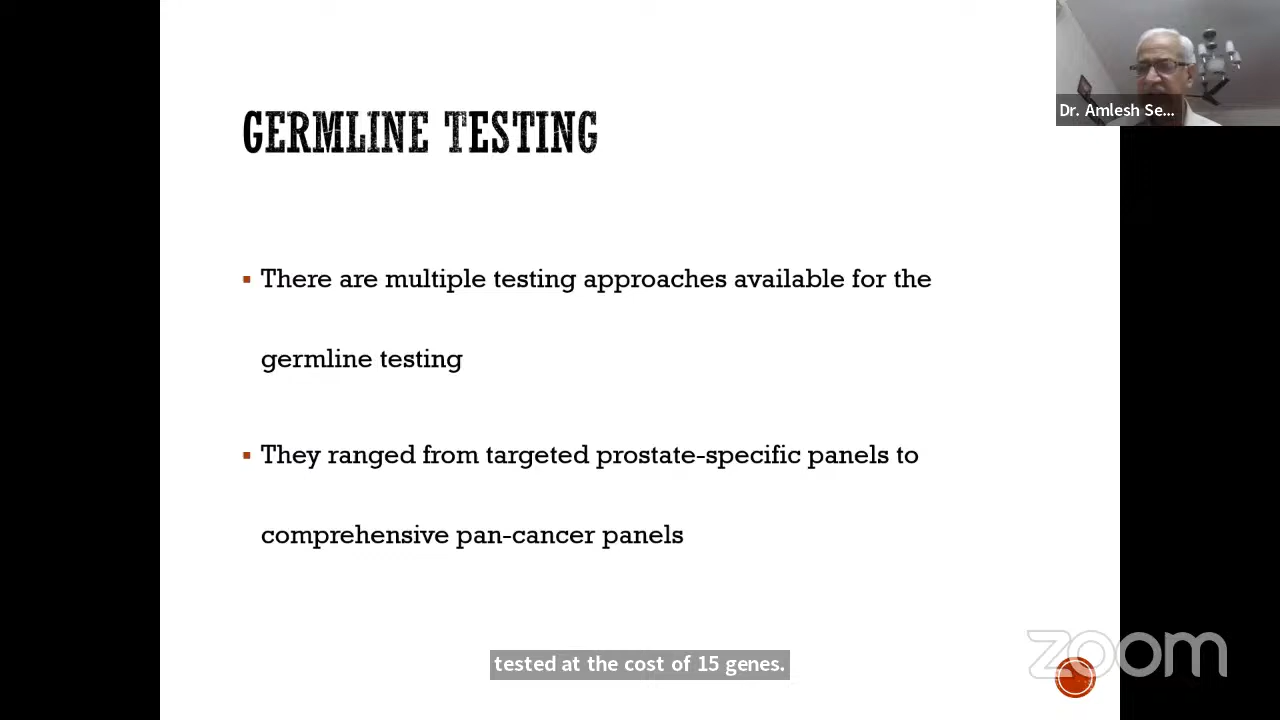 Dr. Amlesh Se...
GERMLINE TESTING
▪ There are multiple testing approaches available for the
germline testing
▪ They ranged from targeted prostate-specific panels to
comprehensive pan-cancer panels
tested at the cost of 15 genes.
zoom